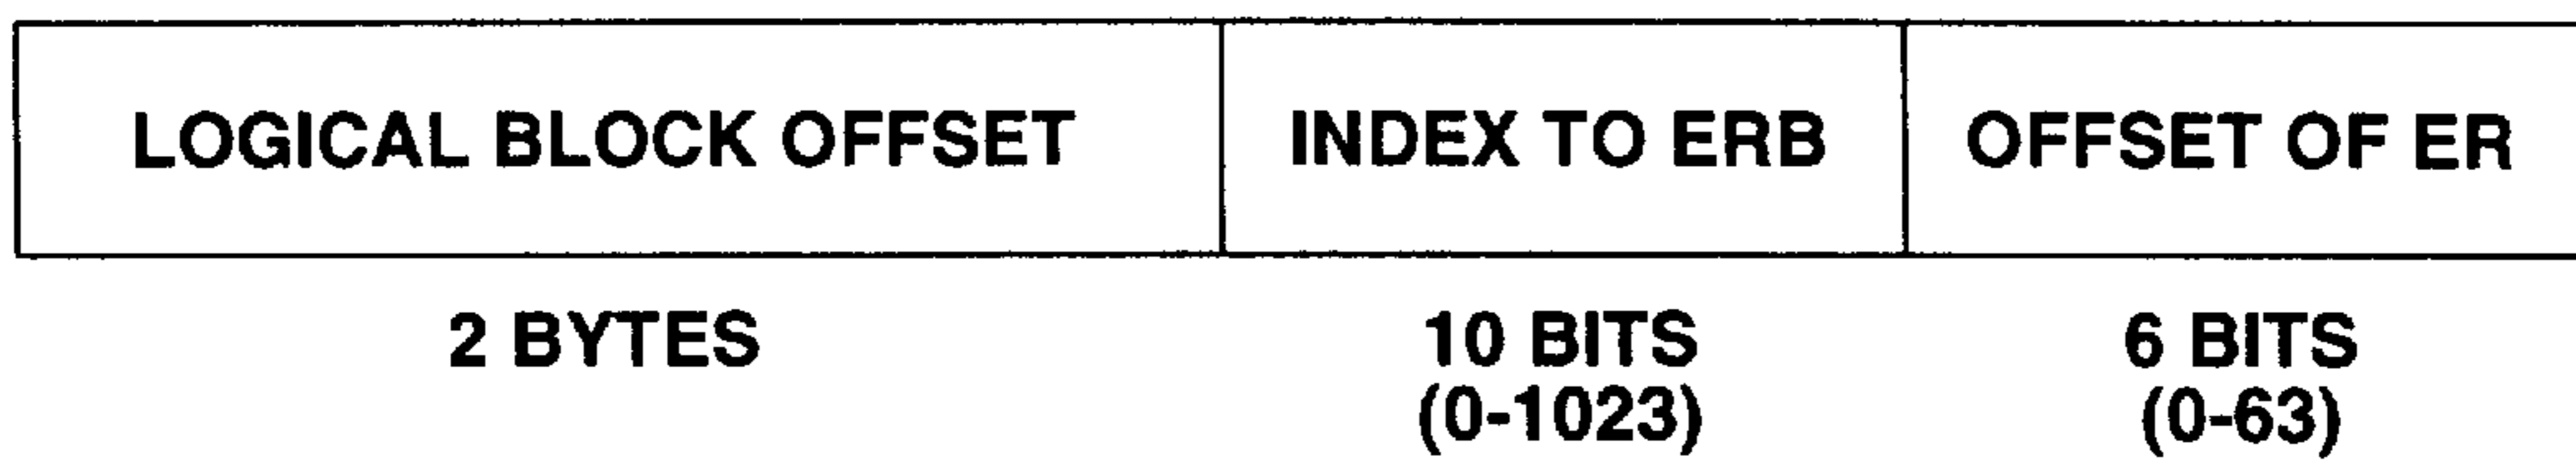 LOGICAL BLOCK OFFSET INDEX TO ERB OFFSET OF ER
2 BYTES 10 BITS 6 BITS
(0-1023) (0-63)